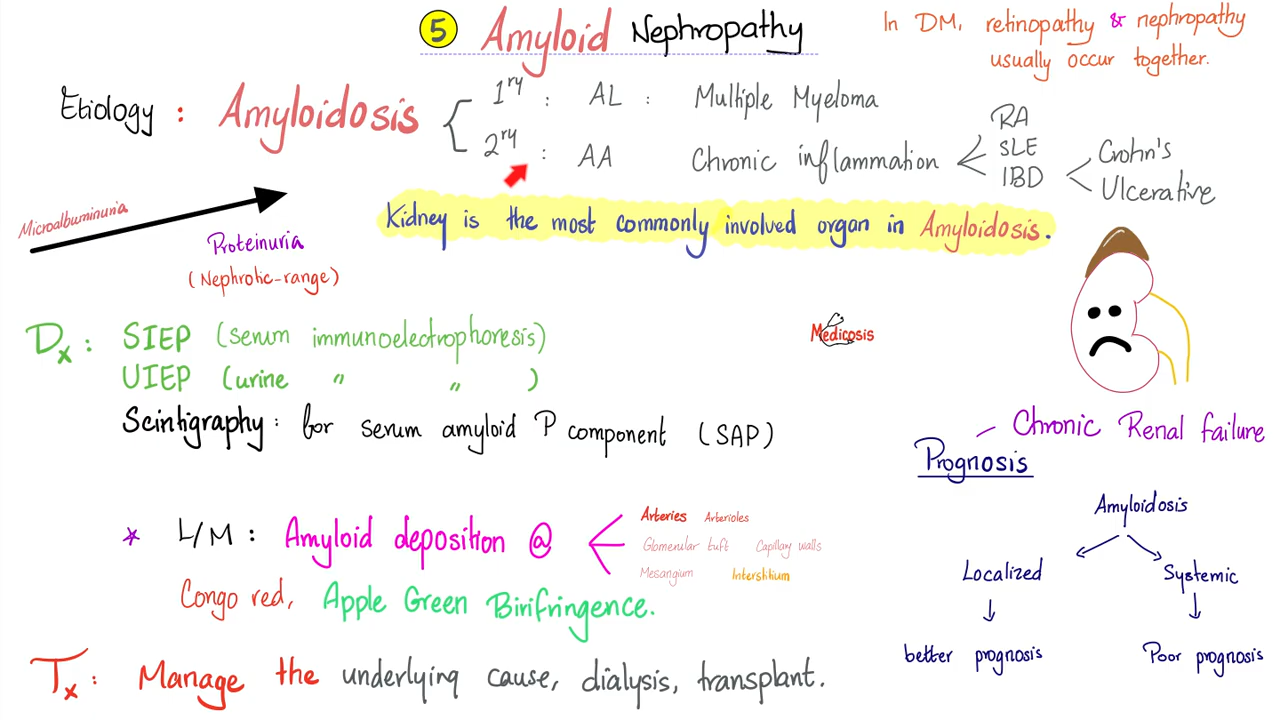 5 Amyloid Nephropathy
In DM, retinopathy & nephropathy
usually occur together.
Etiology : Amyloidosis
1ry : AL : Multiple Myeloma
2ry : AA Chronic inflammation
RA
SLE
IBD
Crohn's
Ulcerative
Microalbuminuria
Proteinuria
(Nephrotic-range)
Kidney is the most commonly involved organ in Amyloidosis.
Dx : SIEP (serum immunoelectrophoresis)
UIEP (urine " " )
Scintigraphy : for serum amyloid P component (SAP)
Medicosis
Chronic Renal failure
Prognosis
Amyloidosis
Localized Systemic
better prognosis Poor prognosis
* L/M : Amyloid deposition @
Arteries Arterioles
Glomerular tuft Capillary walls
Mesangium Interstitium
Congo red, Apple Green Birifringence.
Tx : Manage the underlying cause, dialysis, transplant.